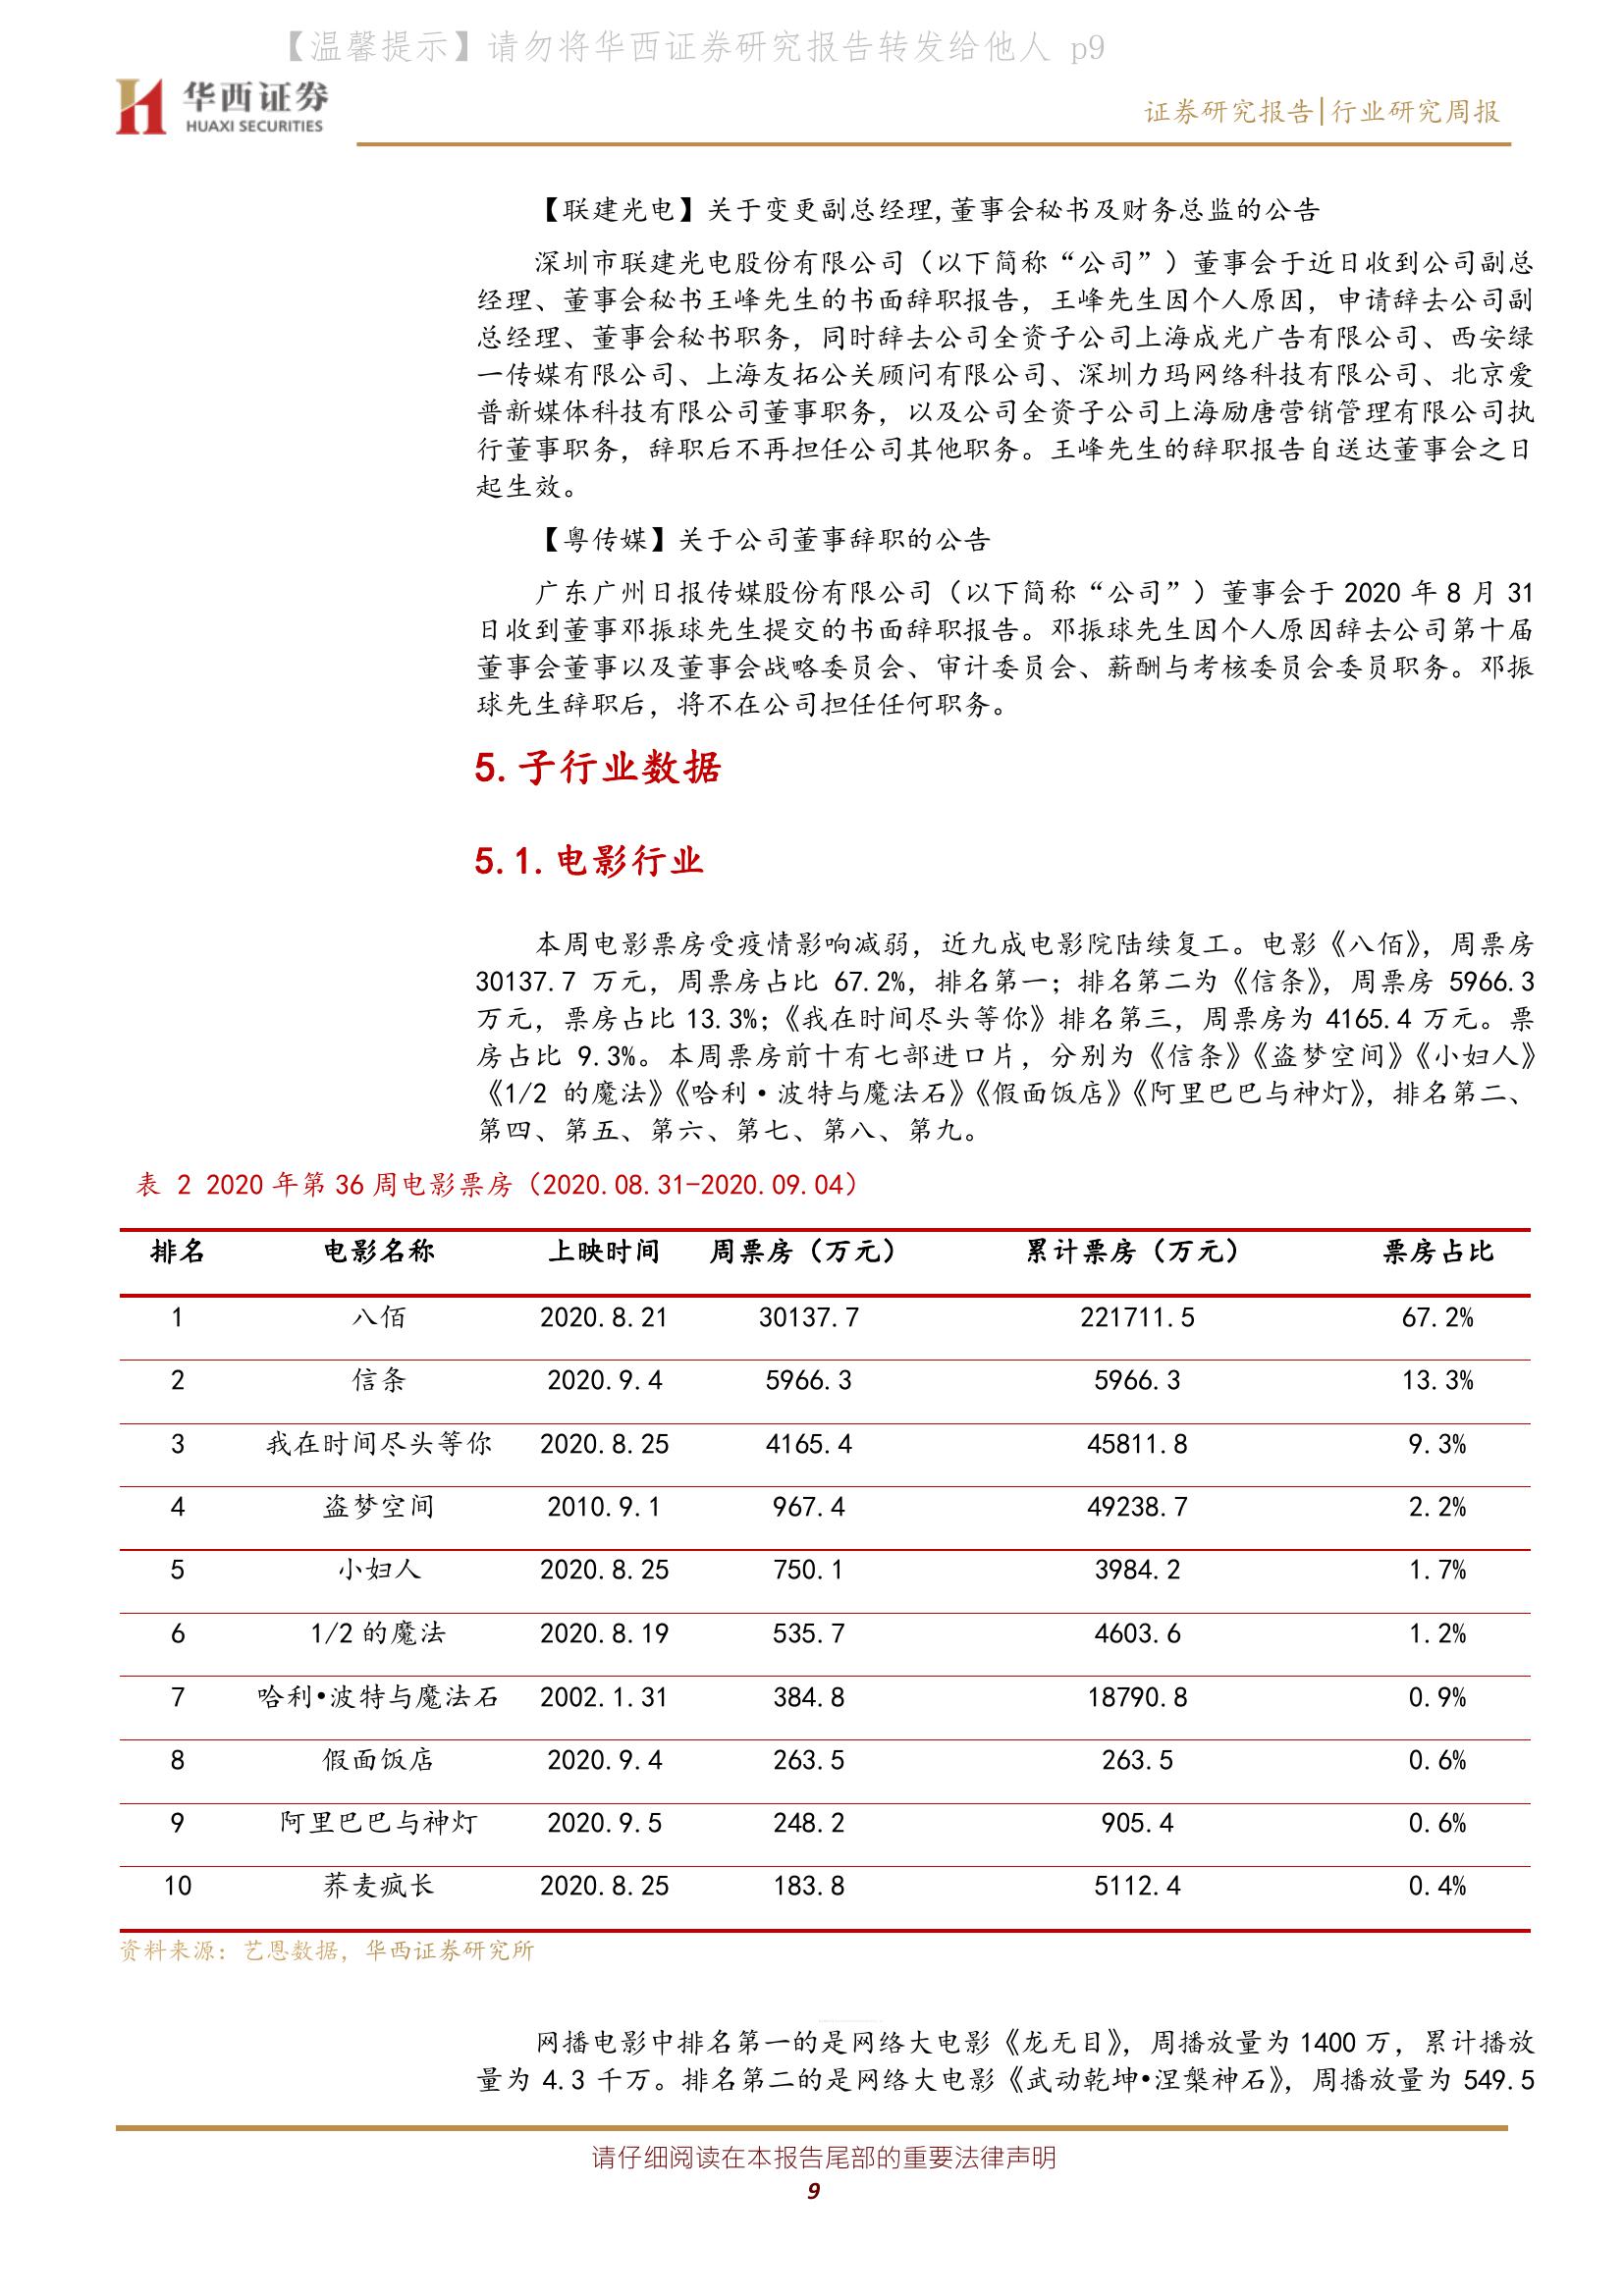 【温馨提示】请勿将华西证券研究报告转发给他人 p9
华西证券
HUAXI SECURITIES
证券研究报告|行业研究周报
【联建光电】关于变更副总经理,董事会秘书及财务总监的公告
深圳市联建光电股份有限公司（以下简称“公司”）董事会于近日收到公司副总
经理、董事会秘书王峰先生的书面辞职报告，王峰先生因个人原因，申请辞去公司副
总经理、董事会秘书职务，同时辞去公司全资子公司上海成光广告有限公司、西安绿
一传媒有限公司、上海友拓公关顾问有限公司、深圳力玛网络科技有限公司、北京爱
普新媒体科技有限公司董事职务，以及公司全资子公司上海励唐营销管理有限公司执
行董事职务，辞职后不再担任公司其他职务。王峰先生的辞职报告自送达董事会之日
起生效。
【粤传媒】关于公司董事辞职的公告
广东广州日报传媒股份有限公司（以下简称“公司”）董事会于 2020 年 8 月 31
日收到董事邓振球先生提交的书面辞职报告。邓振球先生因个人原因辞去公司第十届
董事会董事以及董事会战略委员会、审计委员会、薪酬与考核委员会委员职务。邓振
球先生辞职后，将不在公司担任任何职务。
5.子行业数据
5.1.电影行业
本周电影票房受疫情影响减弱，近九成电影院陆续复工。电影《八佰》，周票房
30137.7 万元，周票房占比 67.2%，排名第一；排名第二为《信条》，周票房 5966.3
万元，票房占比 13.3%；《我在时间尽头等你》排名第三，周票房为 4165.4 万元。票
房占比 9.3%。本周票房前十有七部进口片，分别为《信条》《盗梦空间》《小妇人》
《1/2 的魔法》《哈利·波特与魔法石》《假面饭店》《阿里巴巴与神灯》，排名第二、
第四、第五、第六、第七、第八、第九。
表 2 2020 年第 36 周电影票房（2020.08.31-2020.09.04）
排名 电影名称 上映时间 周票房（万元） 累计票房（万元） 票房占比
1 八佰 2020.8.21 30137.7 221711.5 67.2%
2 信条 2020.9.4 5966.3 5966.3 13.3%
3 我在时间尽头等你 2020.8.25 4165.4 45811.8 9.3%
4 盗梦空间 2010.9.1 967.4 49238.7 2.2%
5 小妇人 2020.8.25 750.1 3984.2 1.7%
6 1/2 的魔法 2020.8.19 535.7 4603.6 1.2%
7 哈利•波特与魔法石 2002.1.31 384.8 18790.8 0.9%
8 假面饭店 2020.9.4 263.5 263.5 0.6%
9 阿里巴巴与神灯 2020.9.5 248.2 905.4 0.6%
10 荞麦疯长 2020.8.25 183.8 5112.4 0.4%
资料来源：艺恩数据，华西证券研究所
网播电影中排名第一的是网络大电影《龙无目》，周播放量为 1400 万，累计播放
量为 4.3 千万。排名第二的是网络大电影《武动乾坤•涅槃神石》，周播放量为 549.5
请仔细阅读在本报告尾部的重要法律声明
9